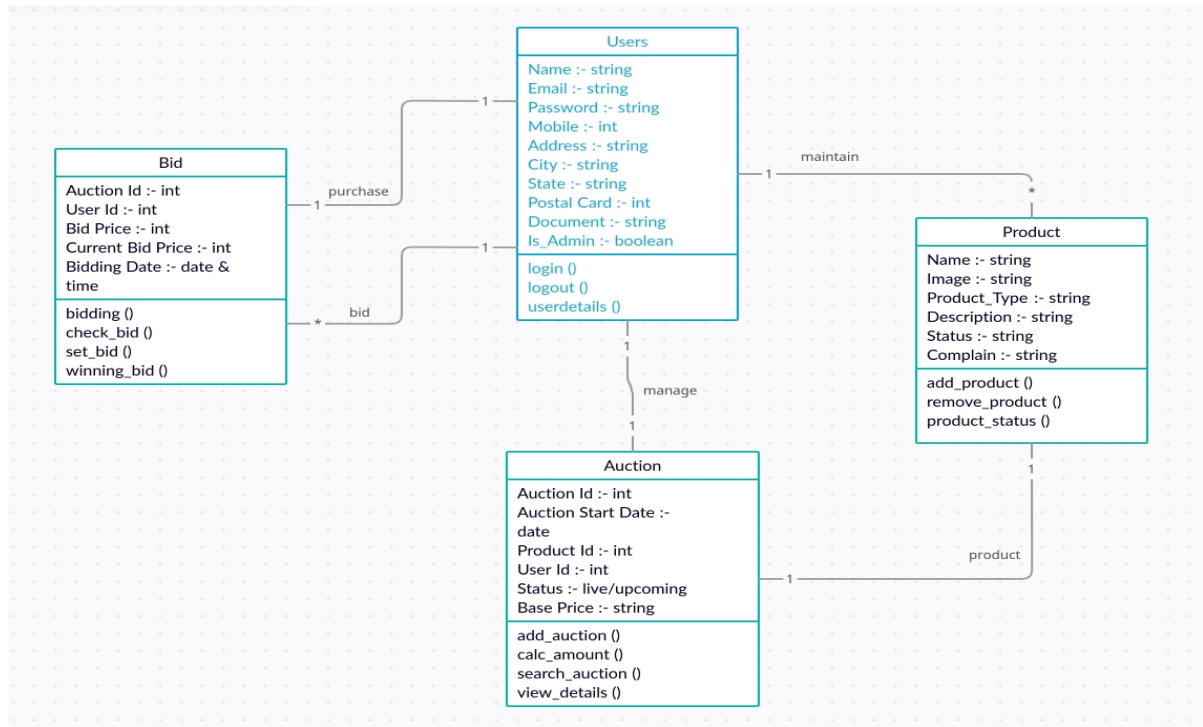 Users
Name :- string
Email :- string
Password :- string
Mobile :- int
Address :- string
City :- string
State :- string
Postal Card :- int
Document :- string
Is_Admin :- boolean
login ()
logout ()
userdetails ()
1
purchase
1
1
bid
*
Bid
Auction Id :- int
User Id :- int
Bid Price :- int
Current Bid Price :- int
Bidding Date :- date &
time
bidding ()
check_bid ()
set_bid ()
winning_bid ()
maintain
1
*
Product
Name :- string
Image :- string
Product_Type :- string
Description :- string
Status :- string
Complain :- string
add_product ()
remove_product ()
product_status ()
1
manage
1
Auction
Auction Id :- int
Auction Start Date :-
date
Product Id :- int
User Id :- int
Status :- live/upcoming
Base Price :- string
add_auction ()
calc_amount ()
search_auction ()
view_details ()
1
product
1